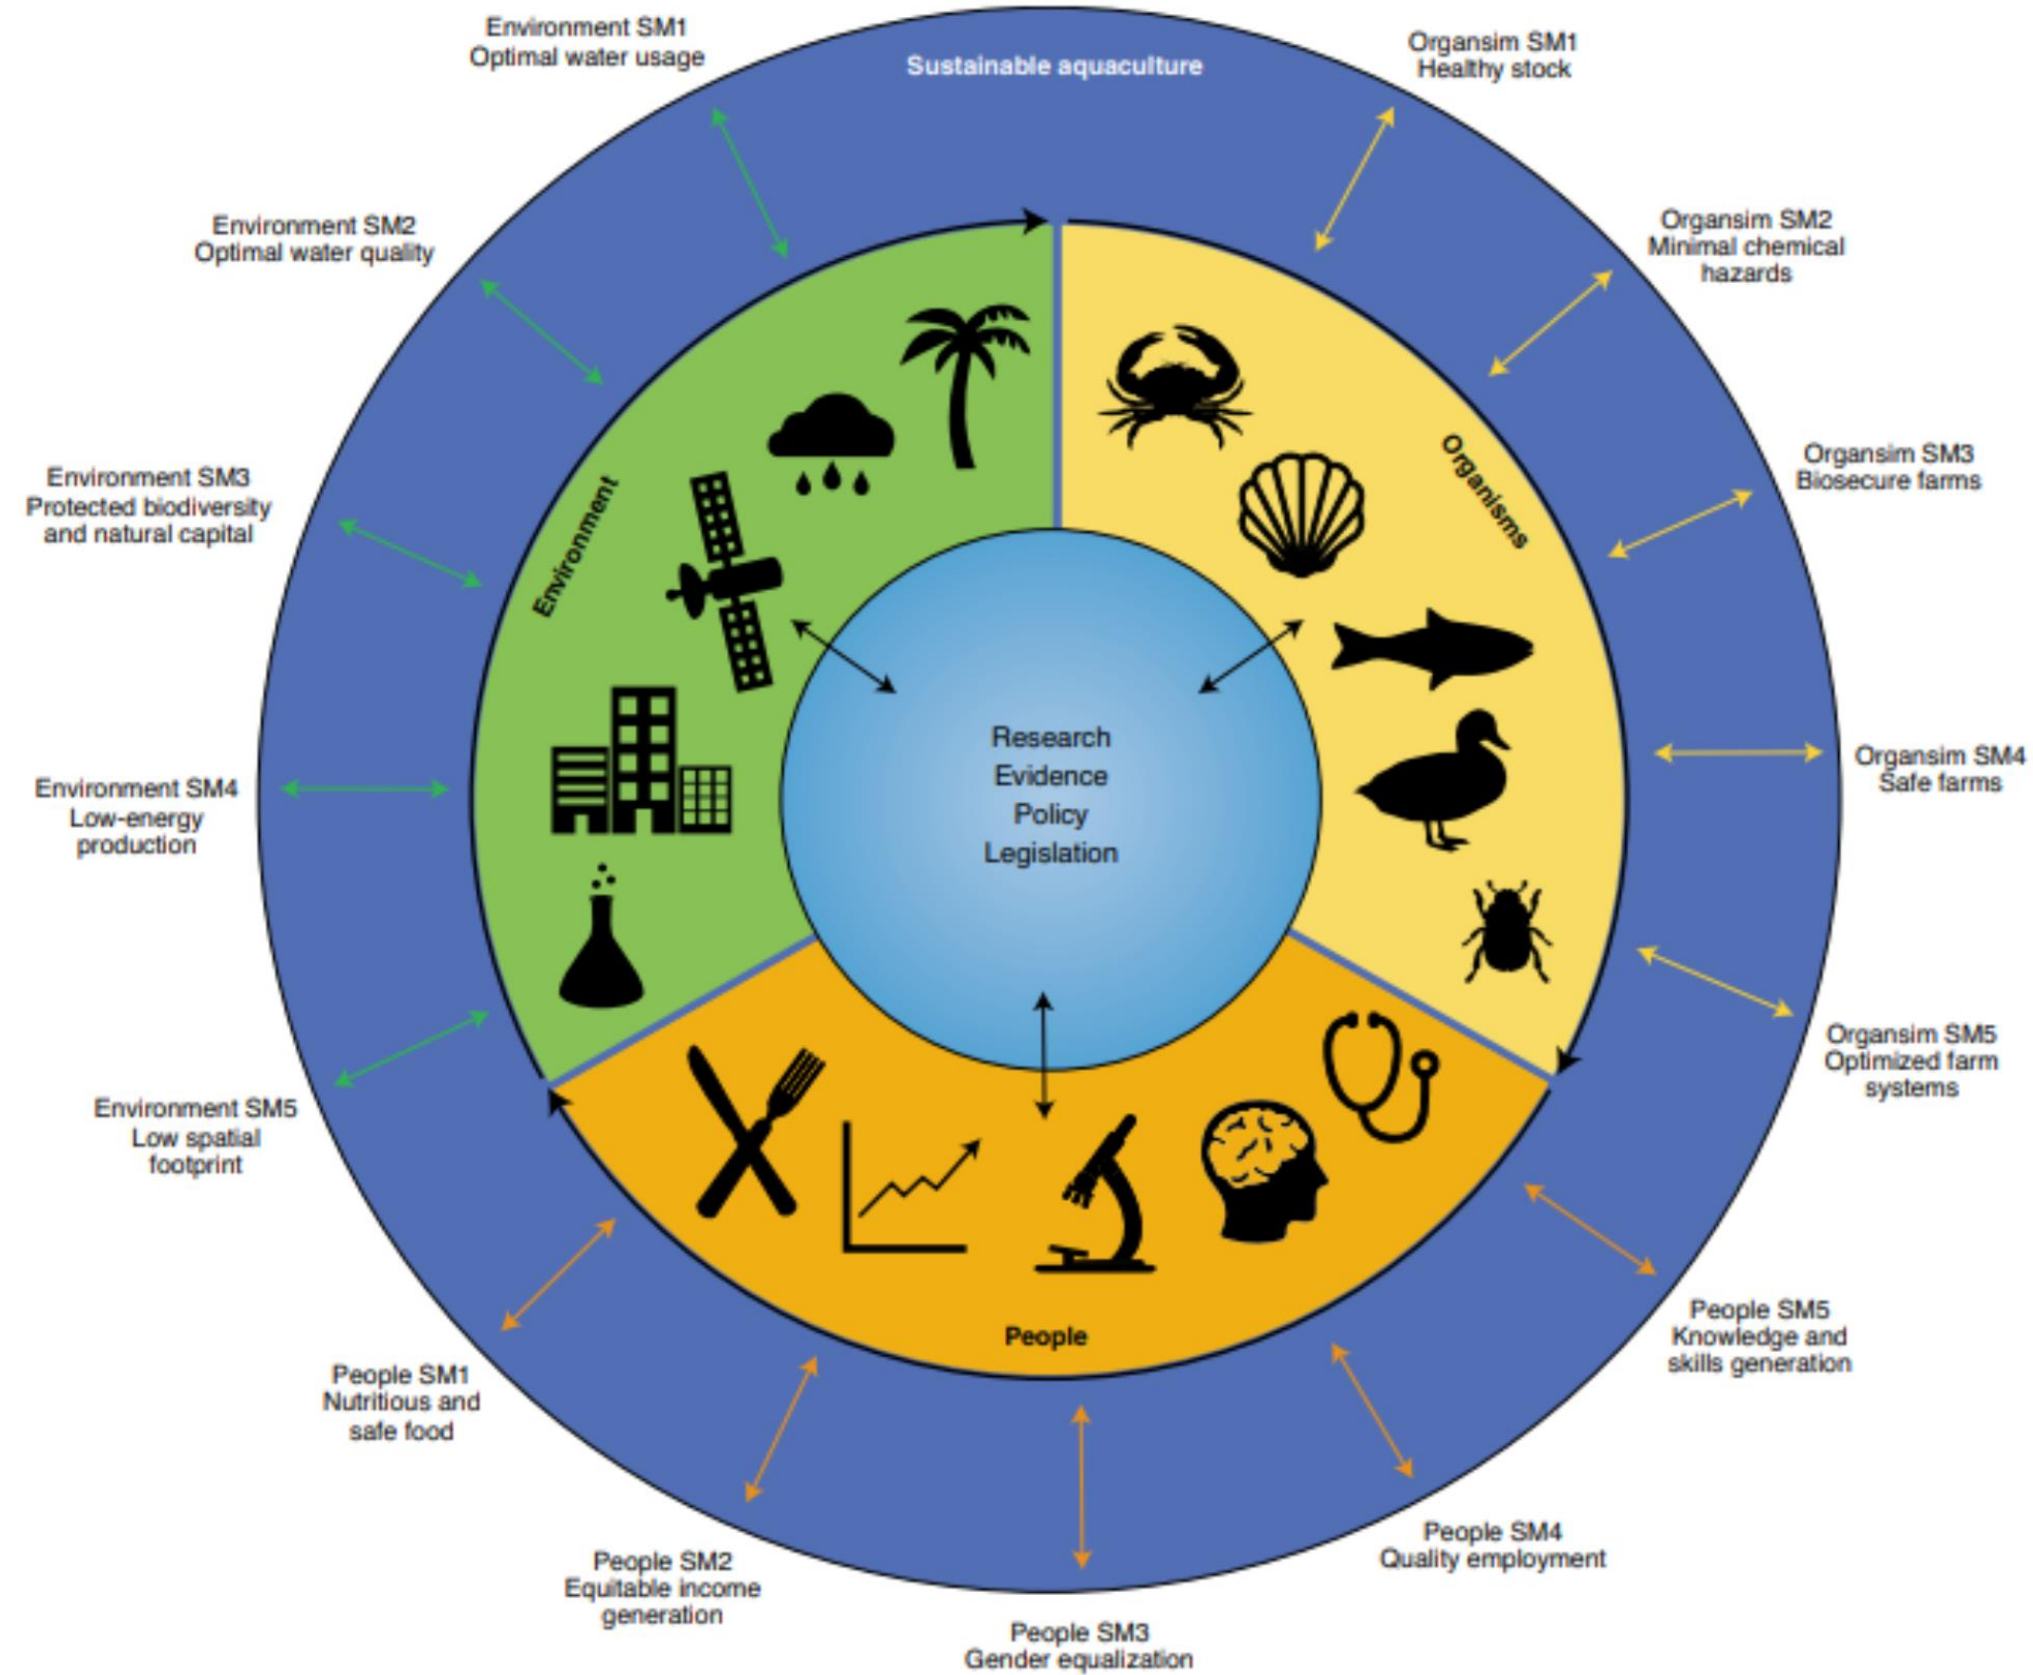 Environment SM1
Optimal water usage
Sustainable aquaculture
Organsim SM1
Healthy stock
Environment SM2
Optimal water quality
Organsim SM2
Minimal chemical
hazards
Environment SM3
Protected biodiversity
and natural capital
Environment
Organisms
Organsim SM3
Biosecure farms
Research
Evidence
Policy
Legislation
Environment SM4
Low-energy
production
Organsim SM4
Safe farms
Environment SM5
Low spatial
footprint
Organsim SM5
Optimized farm
systems
People
People SM1
Nutritious and
safe food
People SM5
Knowledge and
skills generation
People SM2
Equitable income
generation
People SM4
Quality employment
People SM3
Gender equalization